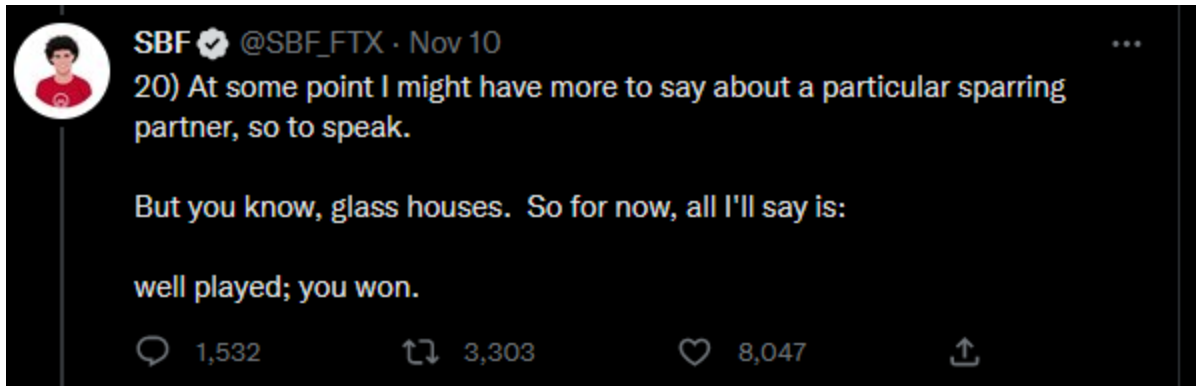 SBF @SBF_FTX · Nov 10
20) At some point I might have more to say about a particular sparring
partner, so to speak.
But you know, glass houses.  So for now, all I'll say is:
well played; you won.
1,532 3,303 8,047